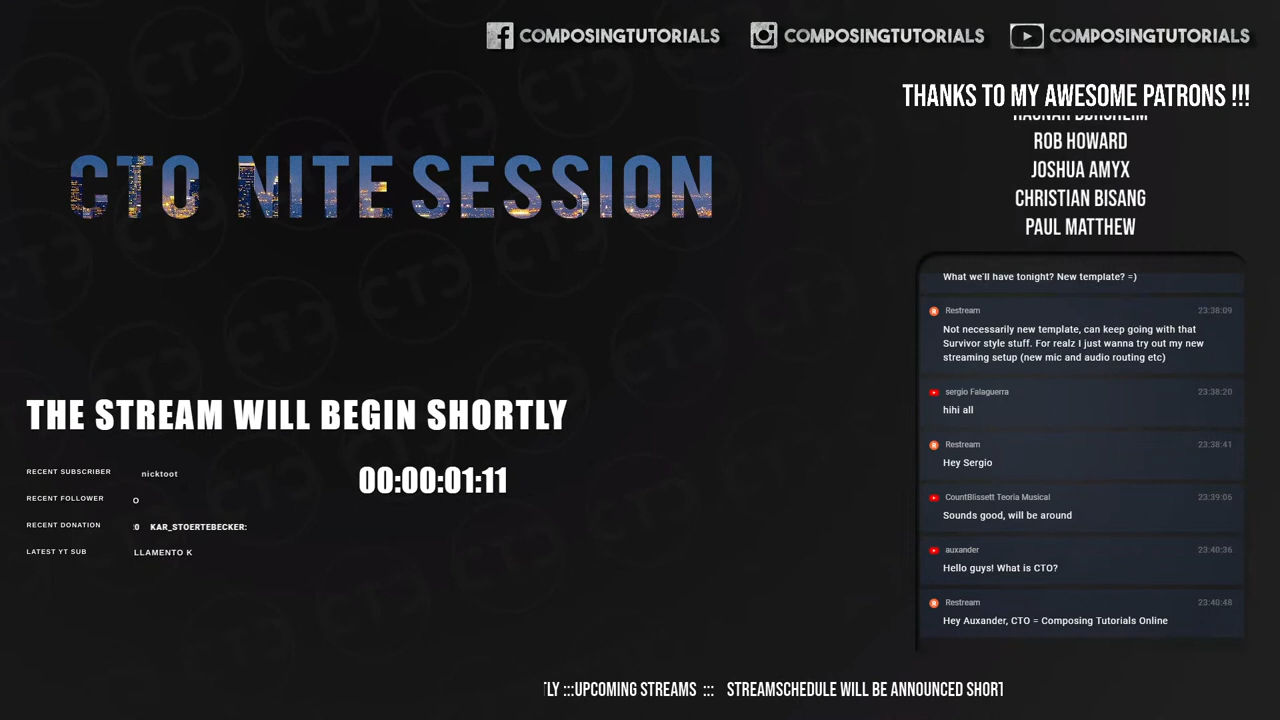 COMPOSINGTUTORIALS COMPOSINGTUTORIALS COMPOSINGTUTORIALS
THANKS TO MY AWESOME PATRONS !!!
ROB HOWARD
JOSHUA AMYX
CHRISTIAN BISANG
PAUL MATTHEW
CTO NITE SESSION
THE STREAM WILL BEGIN SHORTLY
00:00:01:11
RECENT SUBSCRIBER nicktoot
RECENT FOLLOWER O
RECENT DONATION :0 KAR_STOERTEBECKER:
LATEST YT SUB LLAMENTO K
What we'll have tonight? New template? =)
Restream 23:38:09
Not necessarily new template, can keep going with that
Survivor style stuff. For realz I just wanna try out my new
streaming setup (new mic and audio routing etc)
sergio Falaguerra 23:38:20
hihi all
Restream 23:38:41
Hey Sergio
CountBlissett Teoria Musical 23:39:06
Sounds good, will be around
auxander 23:40:36
Hello guys! What is CTO?
Restream 23:40:48
Hey Auxander, CTO = Composing Tutorials Online
TLY :::UPCOMING STREAMS ::: STREAMSCHEDULE WILL BE ANNOUNCED SHORT